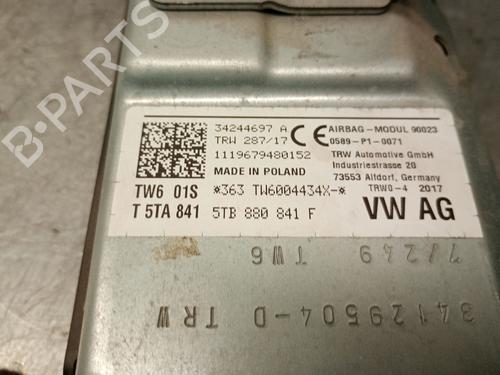 34244697 A
TRW 287/17
1119679480152
MADE IN POLAND
CE
AIRBAG-MODUL 90023
0589-P1-0071
TRW Automotive GmbH
Industriestrasse 20
73553 Alfdorf, Germany
TRW0-4 2017
TW6 01S
*363 TW6004434X-*
T 5TA 841
5TB 880 841 F
VW AG
7/249 TW6
34129504-D TRW
B-PARTS